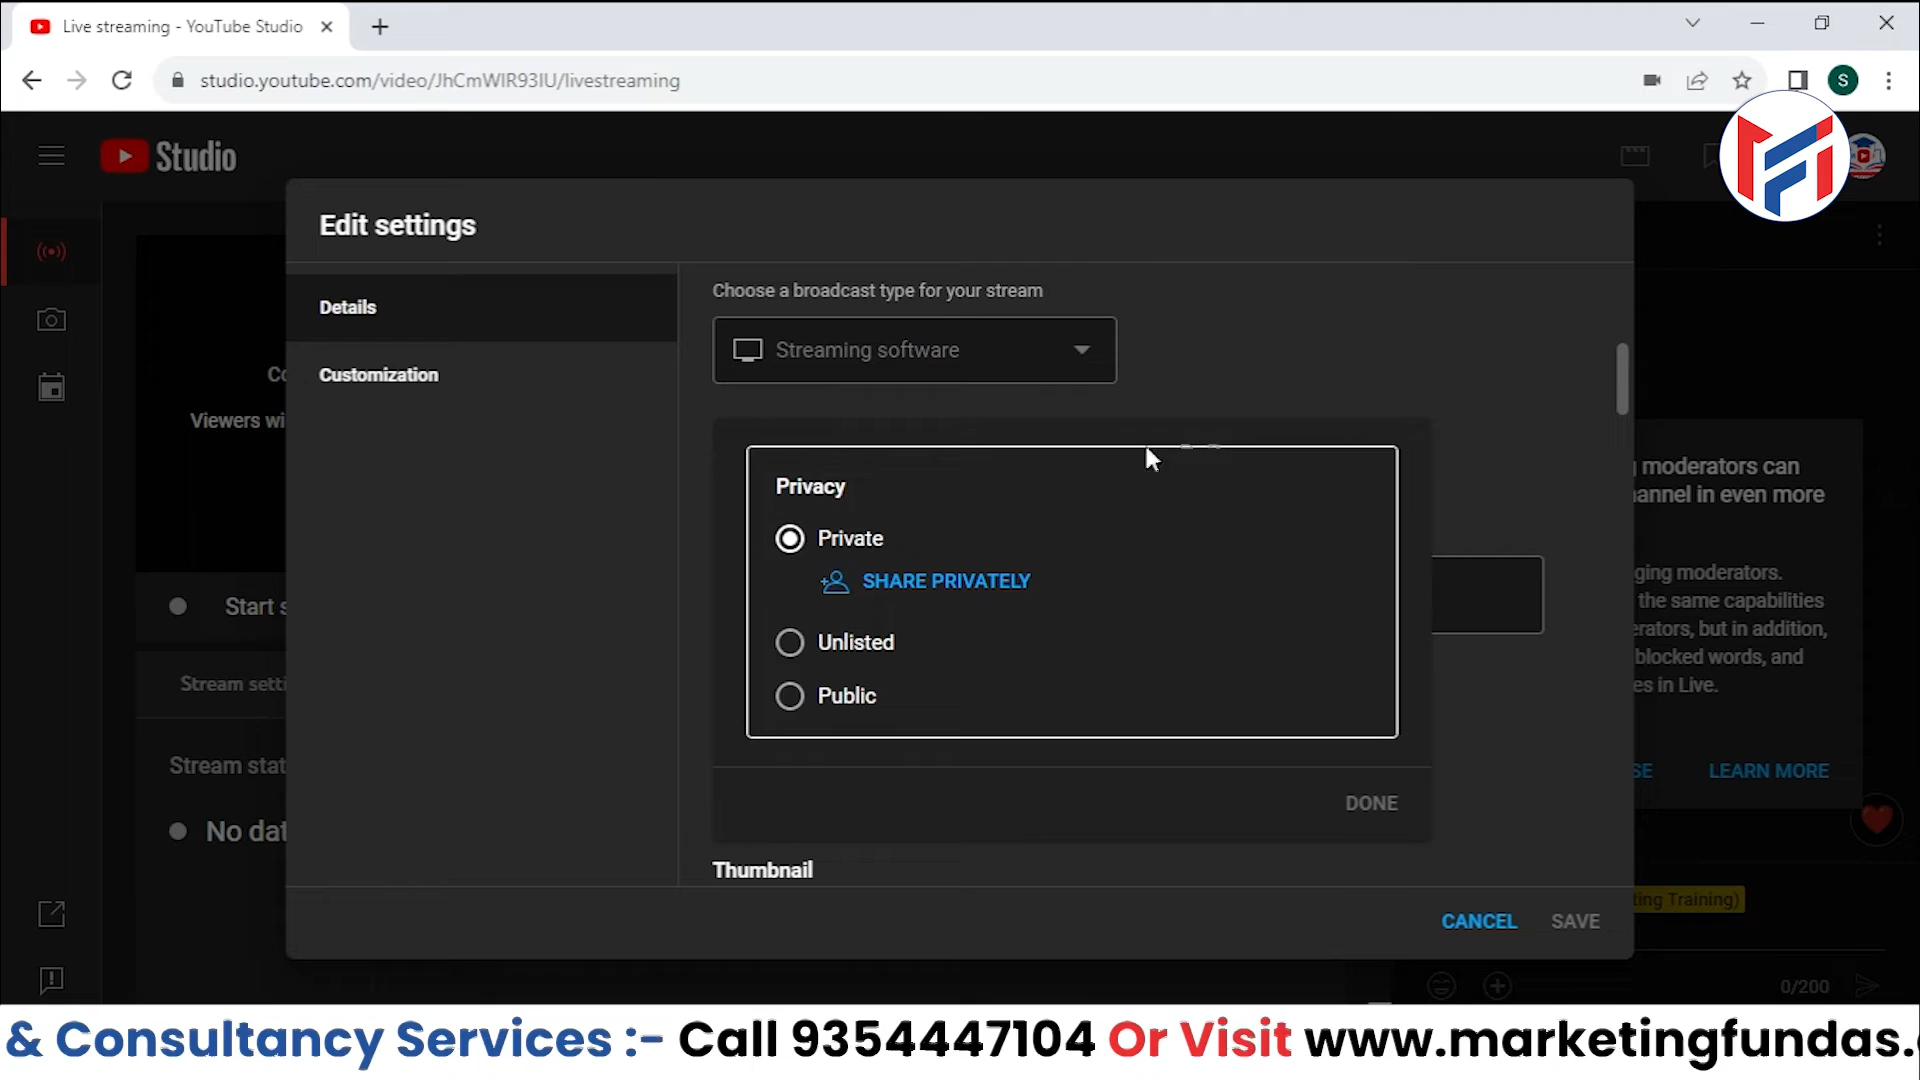 Live streaming - YouTube Studio
studio.youtube.com/video/JhCmWIR93IU/livestreaming
S
Studio
Edit settings
Details
Customization
Choose a broadcast type for your stream
Streaming software
Privacy
Private
SHARE PRIVATELY
Unlisted
Public
DONE
Thumbnail
CANCEL
SAVE
Viewers wi
Start s
Stream setti
Stream stat
No dat
moderators can
annel in even more
ging moderators.
the same capabilities
erators, but in addition,
blocked words, and
es in Live.
SE
LEARN MORE
ting Training)
0/200
& Consultancy Services :- Call 9354447104 Or Visit www.marketingfundas.